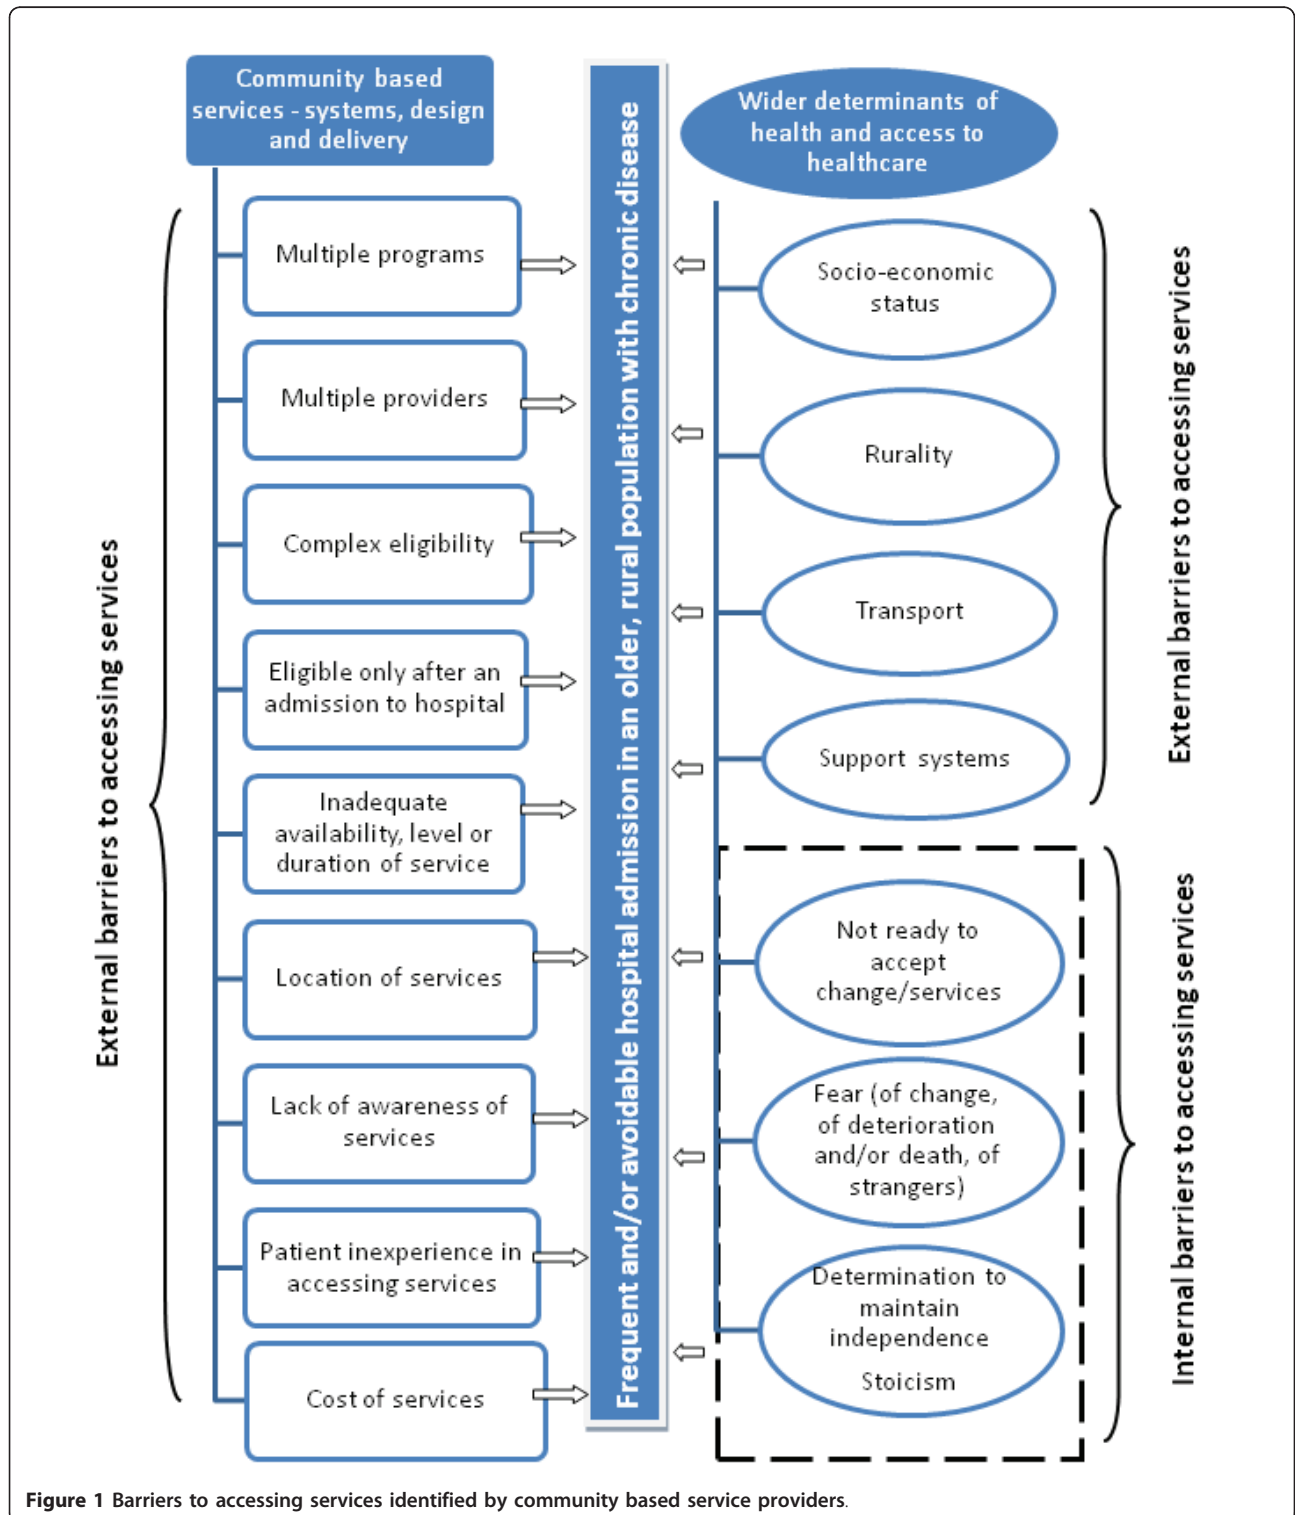 Community based
services - systems, design
and delivery
External barriers to accessing services
Multiple programs
Multiple providers
Complex eligibility
Eligible only after an
admission to hospital
Inadequate
availability, level or
duration of service
Location of services
Lack of awareness of
services
Patient inexperience in
accessing services
Cost of services
Frequent and/or avoidable hospital admission in an older, rural population with chronic disease
Wider determinants of
health and access to
healthcare
Socio-economic
status
Rurality
Transport
Support systems
External barriers to accessing services
Not ready to
accept
change/services
Fear (of change,
of deterioration
and/or death, of
strangers)
Determination to
maintain
independence
Stoicism
Internal barriers to accessing services
Figure 1 Barriers to accessing services identified by community based service providers.